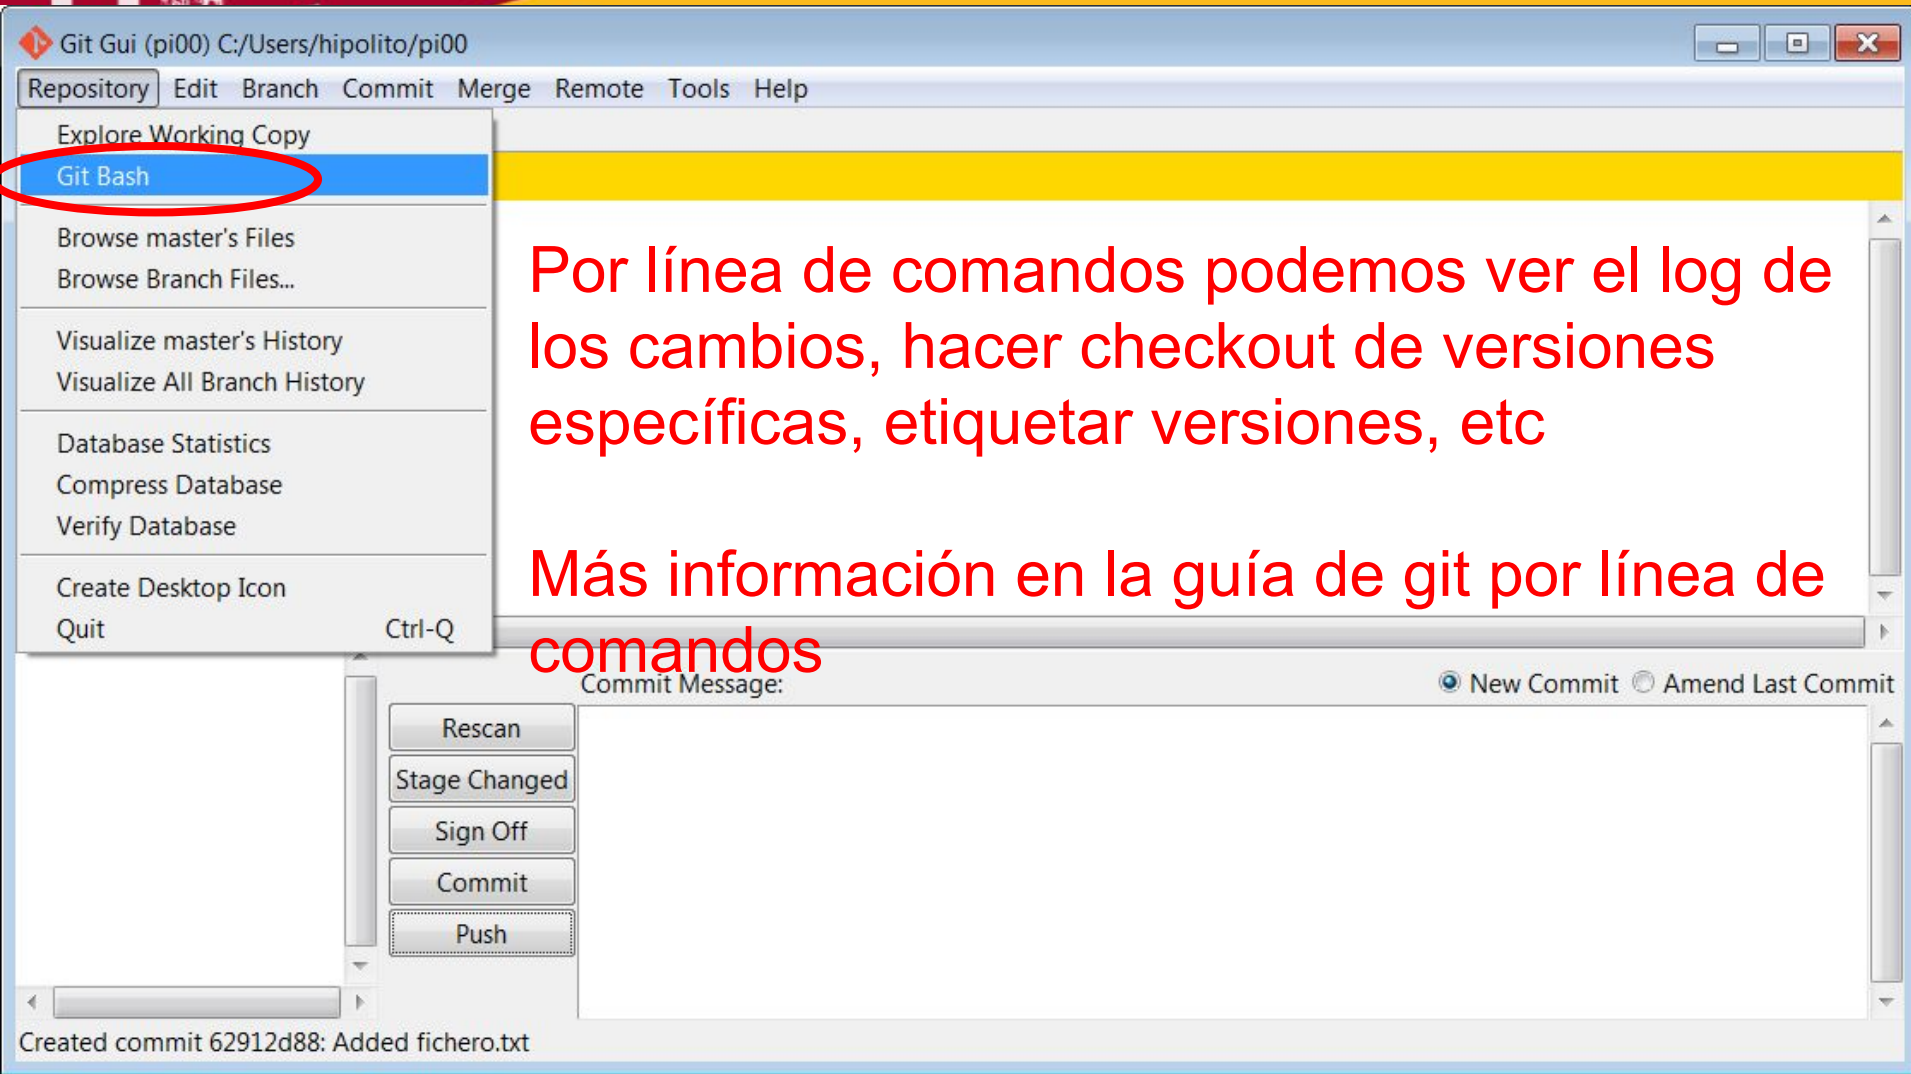 Git Gui (pi00) C:/Users/hipolito/pi00
Repository Edit Branch Commit Merge Remote Tools Help
Explore Working Copy
Git Bash
Browse master's Files
Browse Branch Files...
Visualize master's History
Visualize All Branch History
Database Statistics
Compress Database
Verify Database
Create Desktop Icon
Quit Ctrl-Q
Por línea de comandos podemos ver el log de
los cambios, hacer checkout de versiones
específicas, etiquetar versiones, etc
Más información en la guía de git por línea de
comandos
Commit Message:
New Commit
Amend Last Commit
Rescan
Stage Changed
Sign Off
Commit
Push
Created commit 62912d88: Added fichero.txt